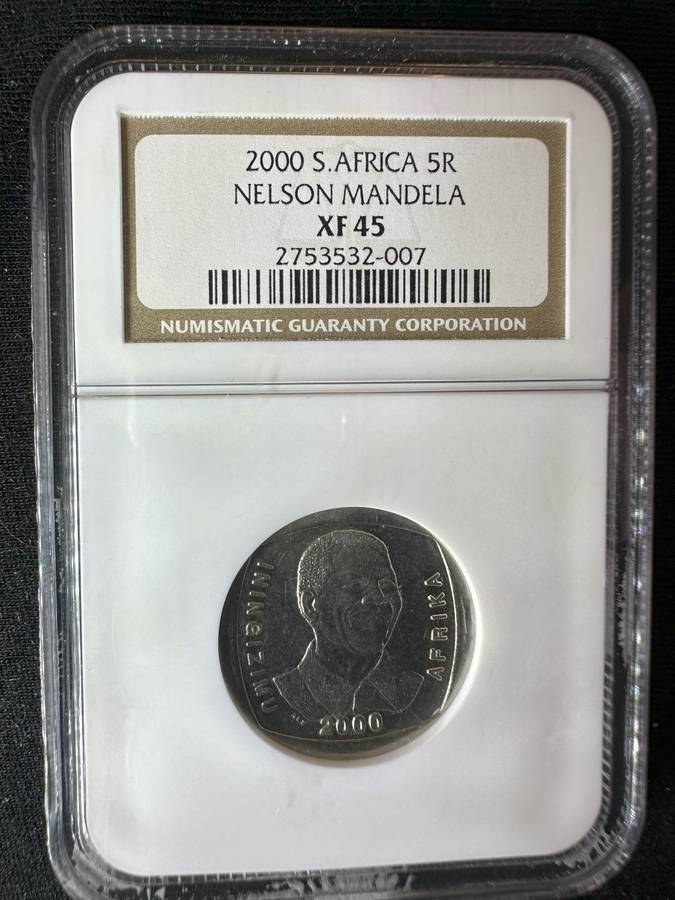 2000 S.AFRICA 5R
NELSON MANDELA
XF 45
2753532-007
NUMISMATIC GUARANTY CORPORATION
UMZANTSI
AFRIKA
2000